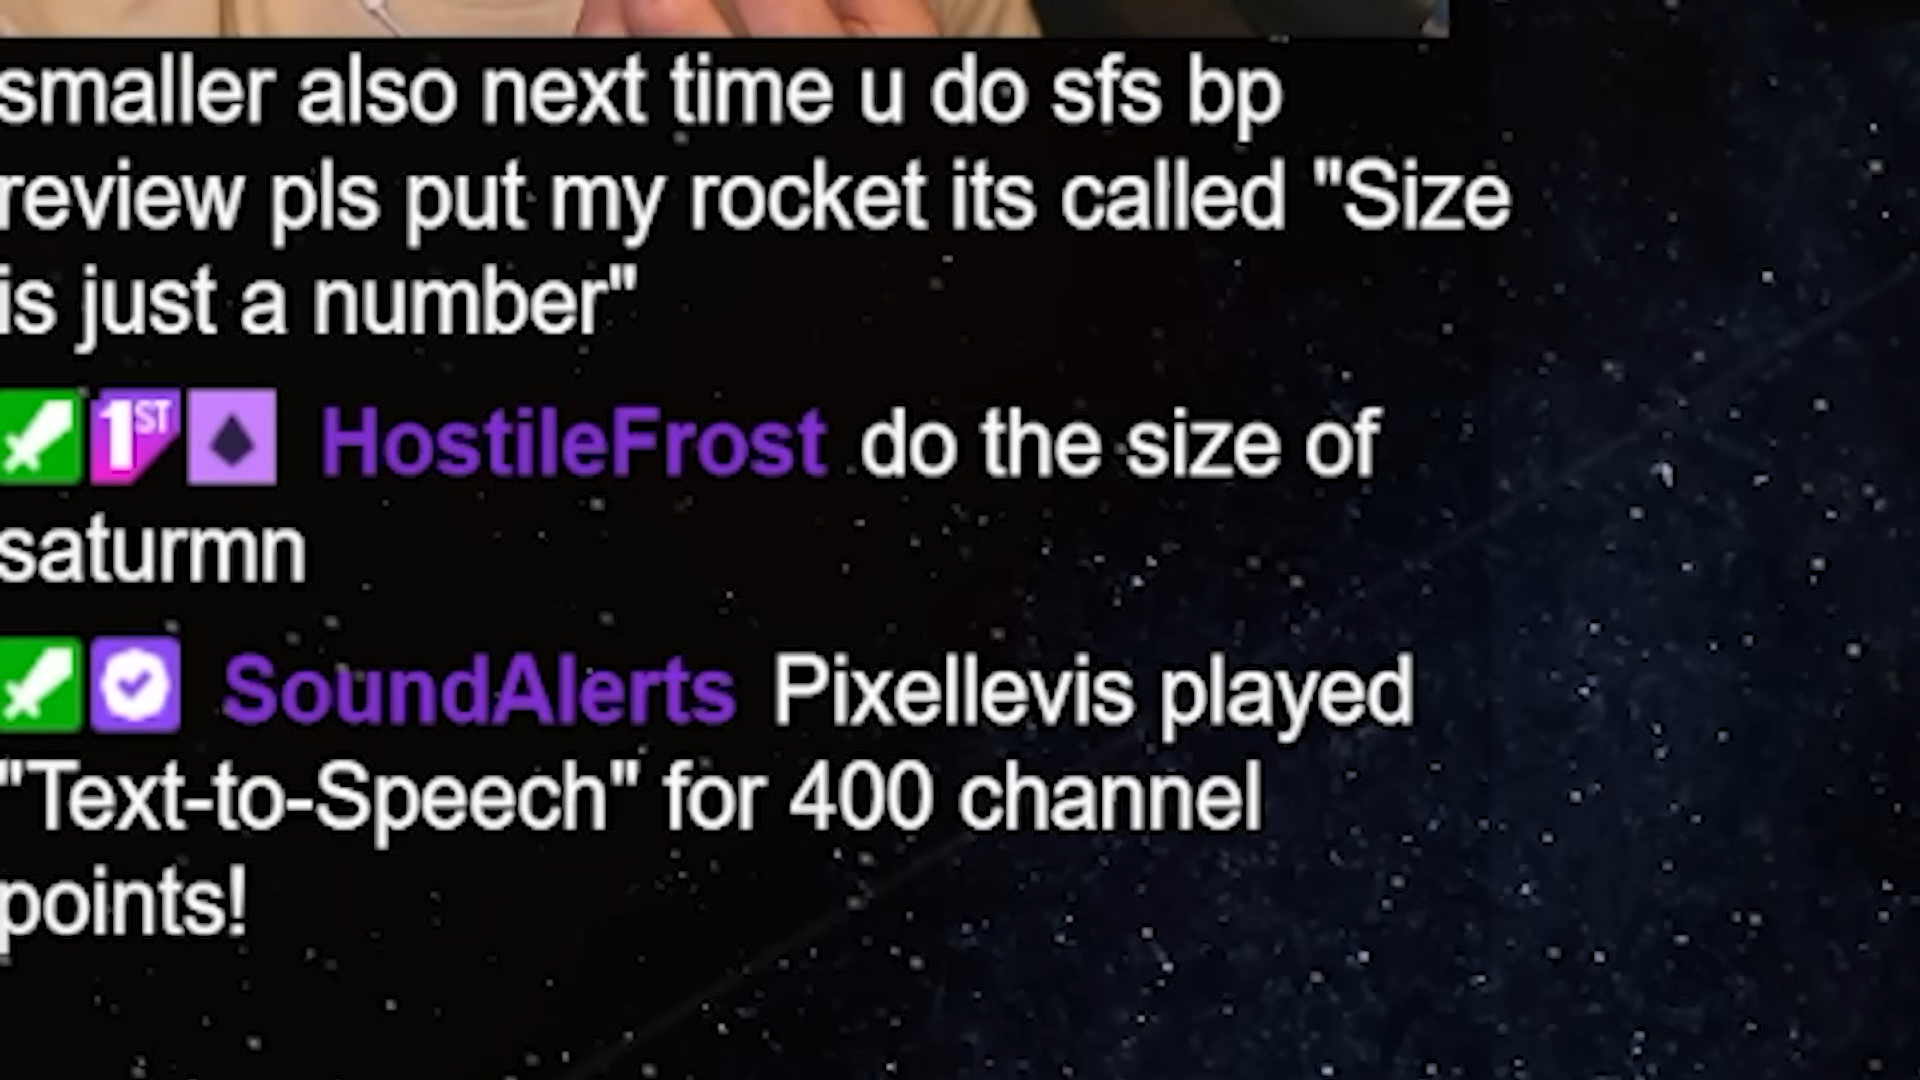 smaller also next time u do sfs bp
review pls put my rocket its called "Size
is just a number"
1ST HostileFrost do the size of
saturmn
SoundAlerts Pixellevis played
"Text-to-Speech" for 400 channel
points!